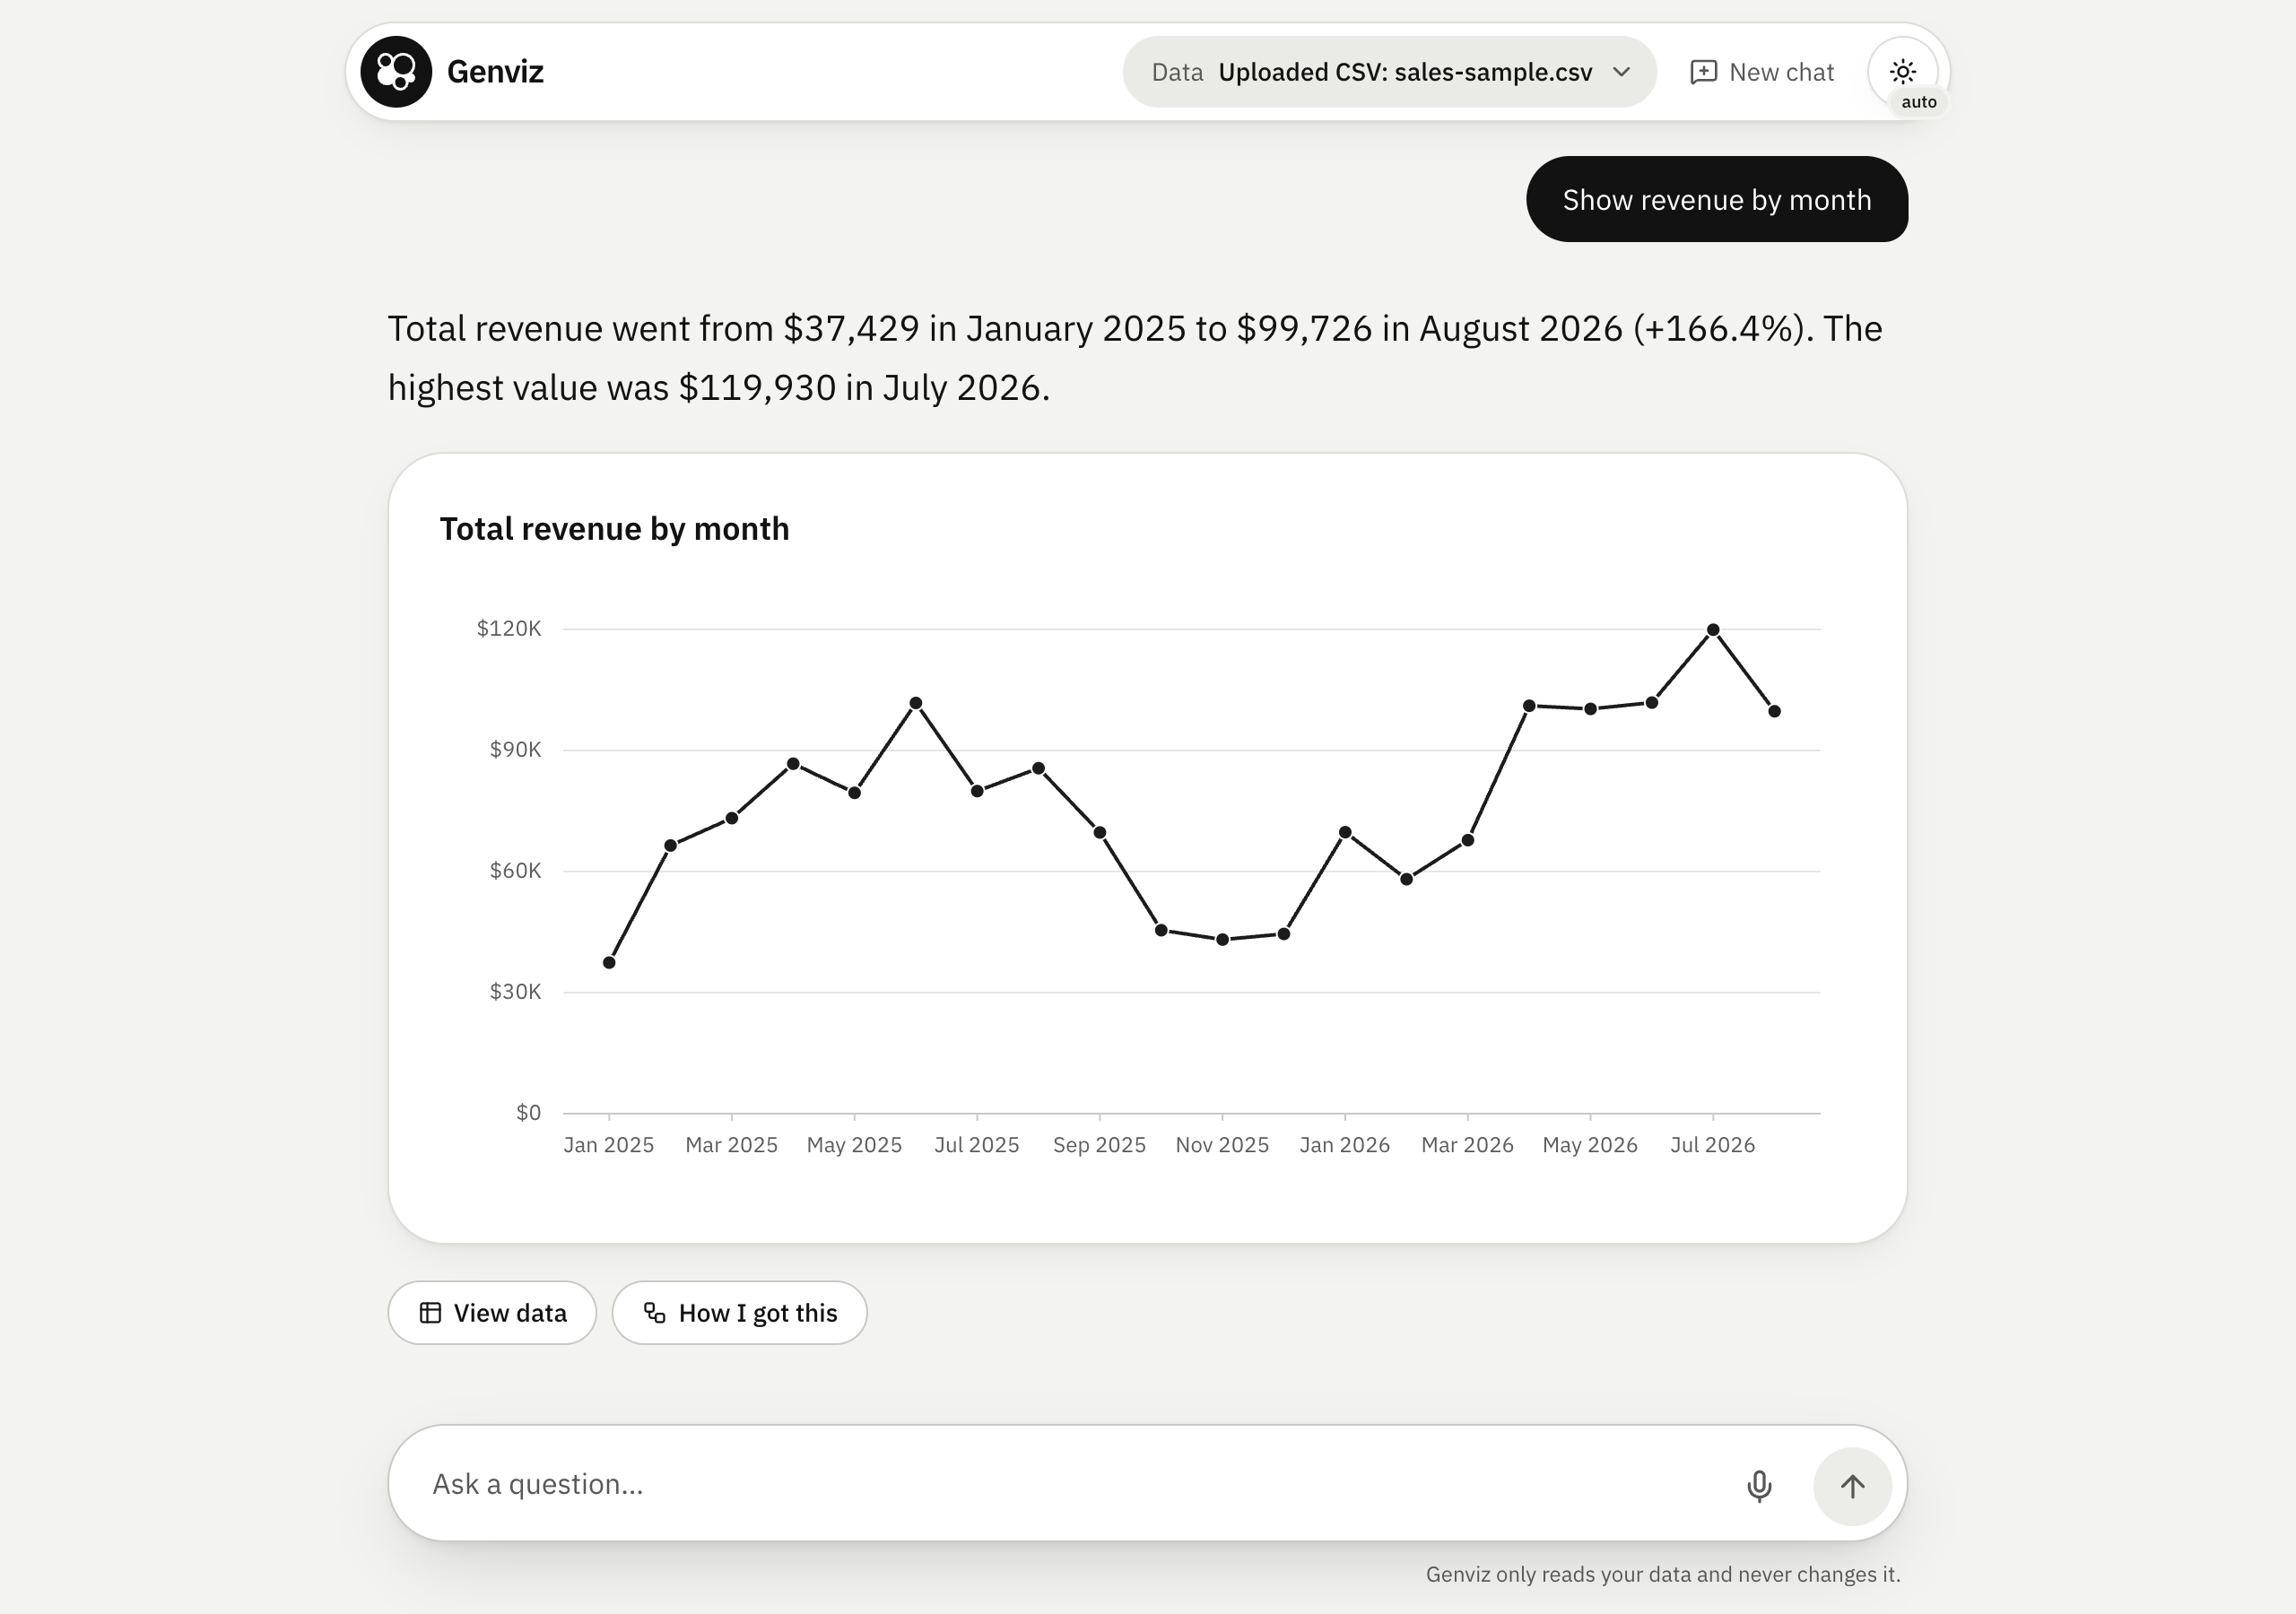 Genviz
Data Uploaded CSV: sales-sample.csv
New chat
auto
Show revenue by month
Total revenue went from $37,429 in January 2025 to $99,726 in August 2026 (+166.4%). The
highest value was $119,930 in July 2026.
Total revenue by month
$120K
$90K
$60K
$30K
$0
Jan 2025 Mar 2025 May 2025 Jul 2025 Sep 2025 Nov 2025 Jan 2026 Mar 2026 May 2026 Jul 2026
View data
How I got this
Ask a question...
Genviz only reads your data and never changes it.